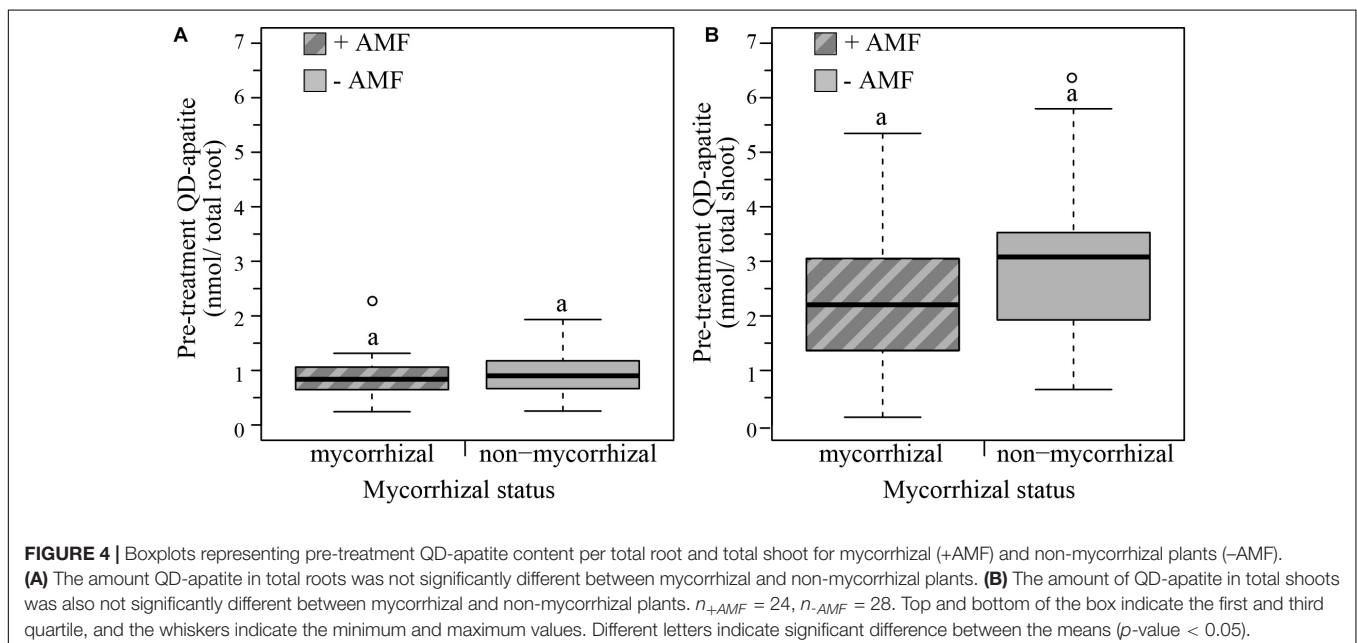 A
Pre-treatment QD-apatite
(nmol/ total root)
7
6
5
4
3
2
1
0
+ AMF
- AMF
a
a
mycorrhizal
non−mycorrhizal
Mycorrhizal status
B
Pre-treatment QD-apatite
(nmol/ total shoot)
7
6
5
4
3
2
1
0
+ AMF
- AMF
a
a
mycorrhizal
non−mycorrhizal
Mycorrhizal status
FIGURE 4 | Boxplots representing pre-treatment QD-apatite content per total root and total shoot for mycorrhizal (+AMF) and non-mycorrhizal plants (–AMF).
(A) The amount QD-apatite in total roots was not significantly different between mycorrhizal and non-mycorrhizal plants. (B) The amount of QD-apatite in total shoots
was also not significantly different between mycorrhizal and non-mycorrhizal plants. n+AMF = 24, n-AMF = 28. Top and bottom of the box indicate the first and third
quartile, and the whiskers indicate the minimum and maximum values. Different letters indicate significant difference between the means (p-value < 0.05).